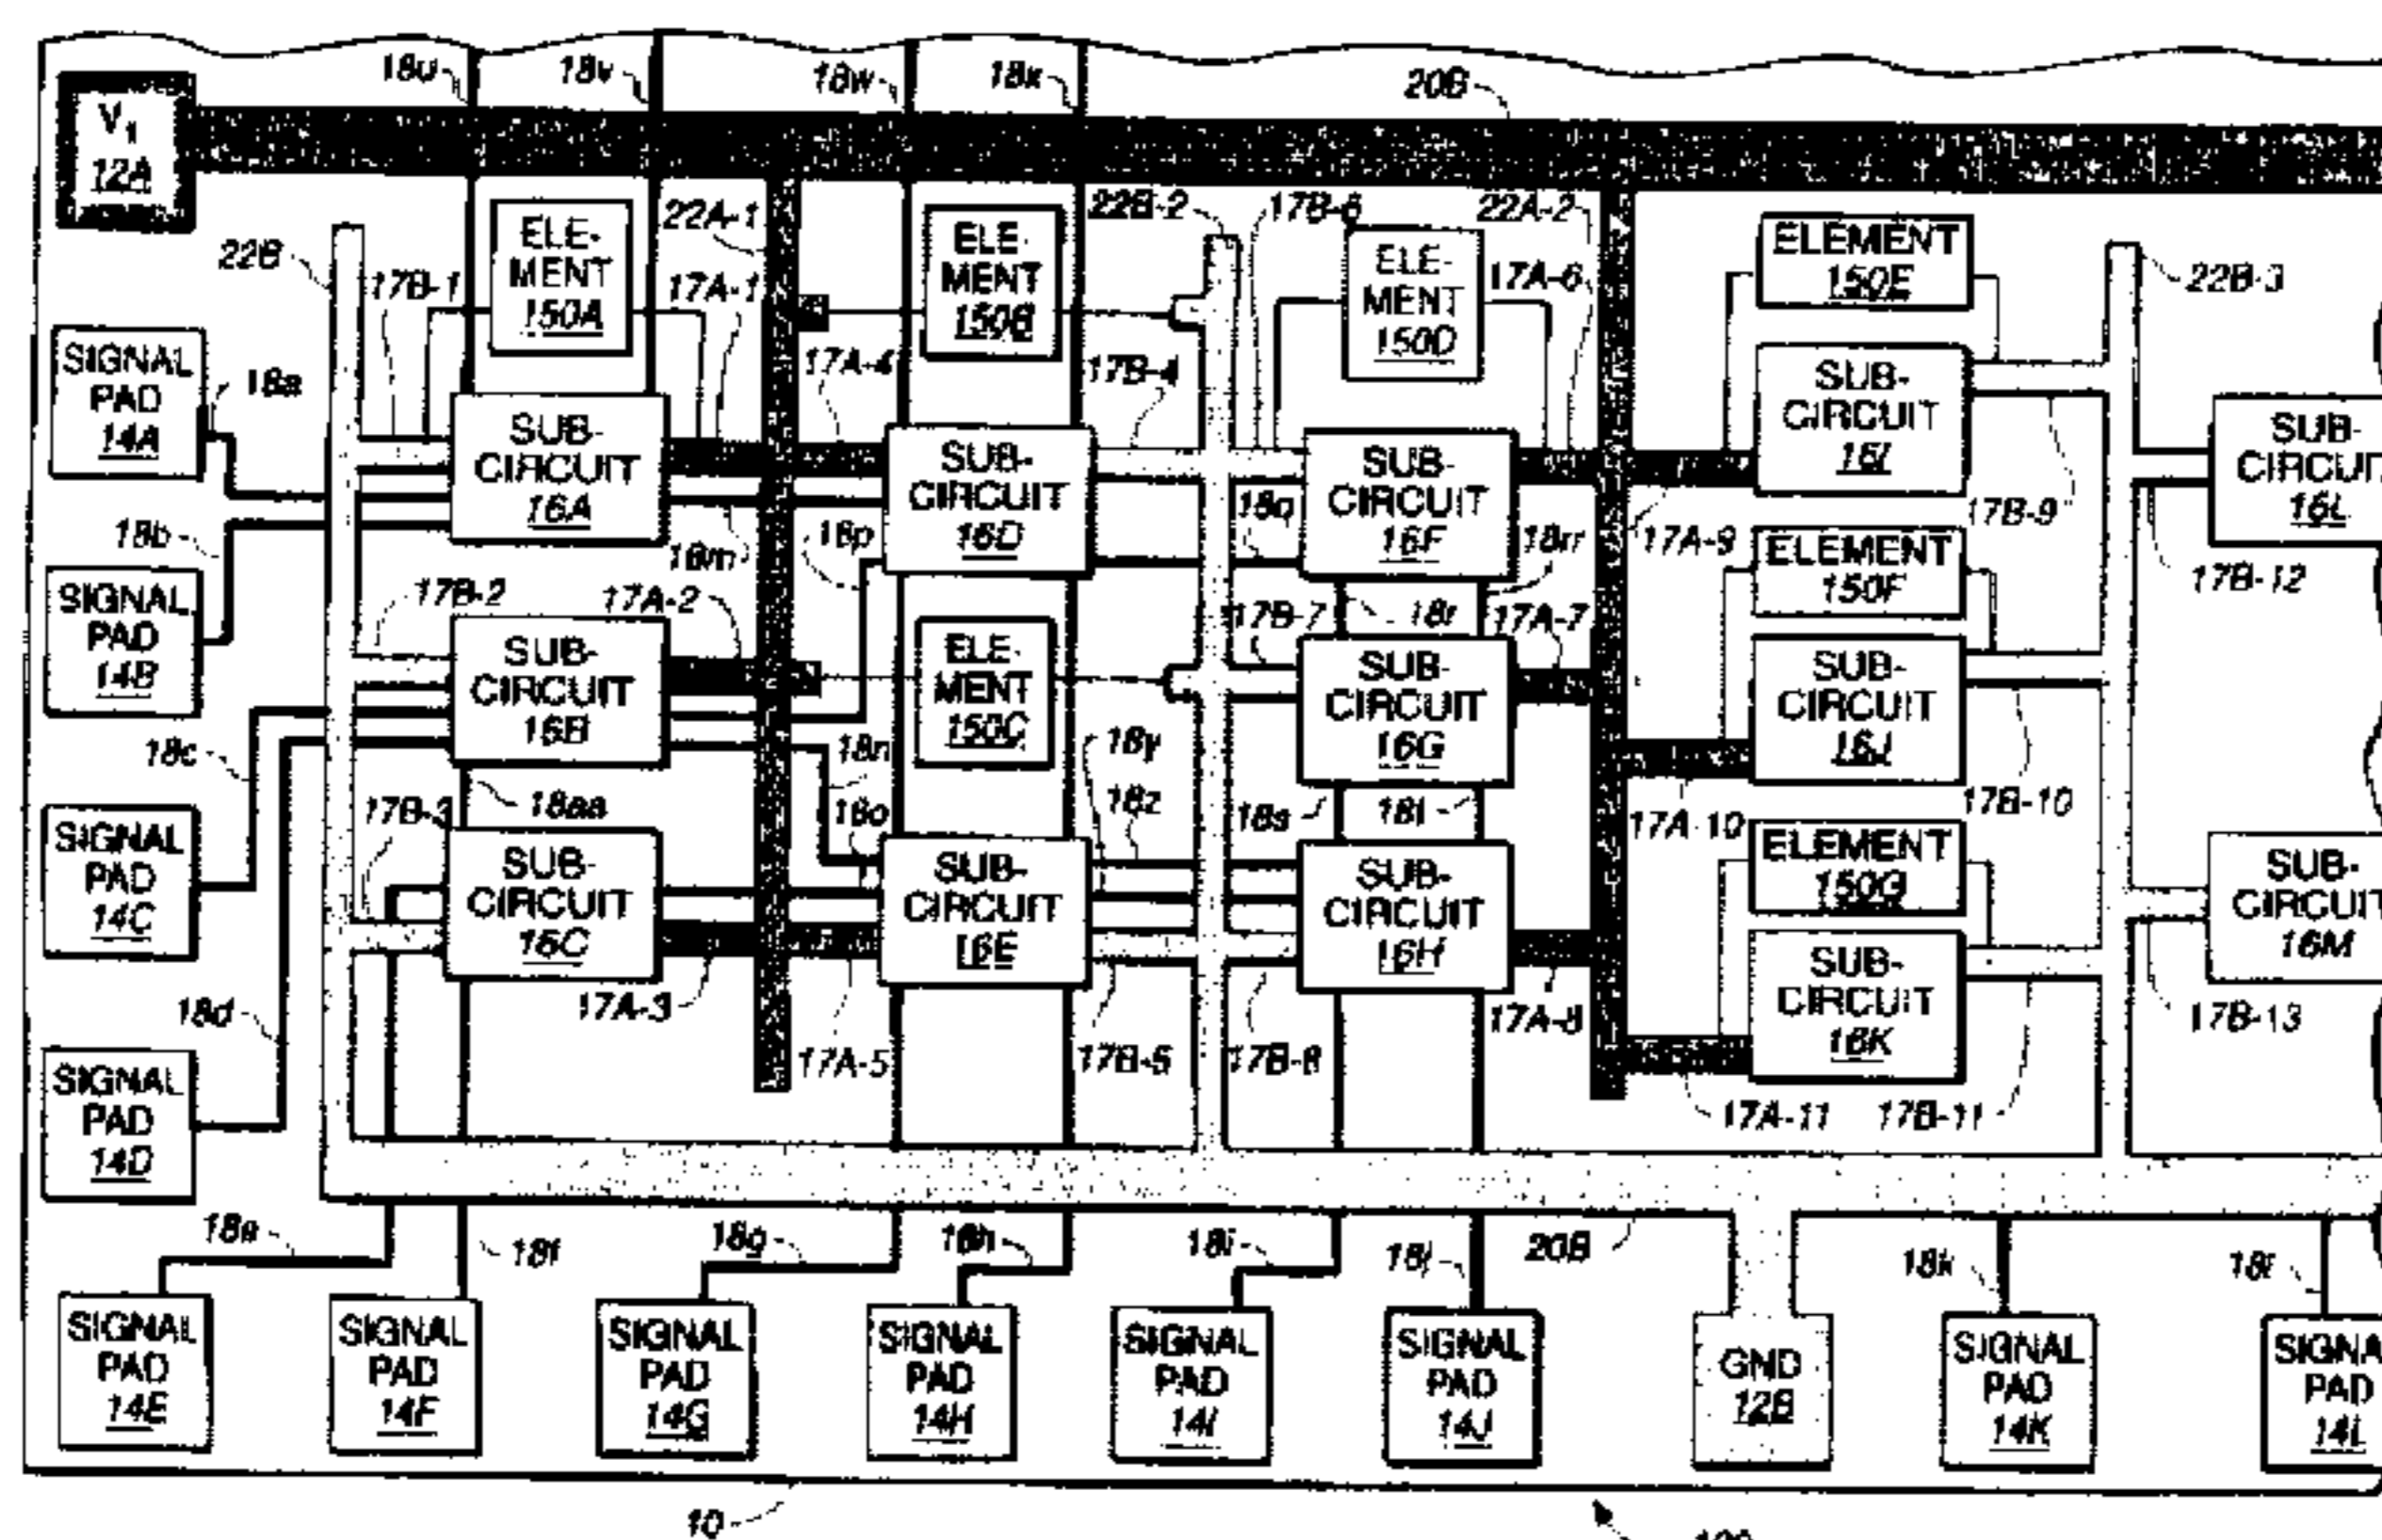 18u
18v
18w
18x
20B
V1
12A
22A-1
22B-2
17B-6
22A-2
ELE-
MENT
150A
ELE-
MENT
150B
ELE-
MENT
150D
ELEMENT
150E
22B
17B-1
17A-1
17A-6
22B-3
SIGNAL
PAD
14A
18a
17A-4
17B-4
SUB-
CIRCUIT
16A
SUB-
CIRCUIT
16D
SUB-
CIRCUIT
16F
SUB-
CIRCUIT
16I
SUB-
CIRCUIT
16L
18b
18m
18p
18q
18rr
17A-9
17B-9
17B-12
SIGNAL
PAD
14B
17B-2
17A-2
17B-7
18r
17A-7
ELEMENT
150F
SUB-
CIRCUIT
16B
ELE-
MENT
150C
SUB-
CIRCUIT
16G
SUB-
CIRCUIT
16J
18c
18n
18y
18z
17B-3
18aa
18o
18s
17A-10
17B-10
SIGNAL
PAD
14C
SUB-
CIRCUIT
16C
SUB-
CIRCUIT
16E
SUB-
CIRCUIT
16H
ELEMENT
150G
SUB-
CIRCUIT
16K
SUB-
CIRCUIT
16M
18d
17A-3
17A-5
17B-5
17B-8
17A-8
17B-13
17A-11
17B-11
SIGNAL
PAD
14D
18e
18f
18g
18h
18i
18j
20B
18k
SIGNAL
PAD
14E
SIGNAL
PAD
14F
SIGNAL
PAD
14G
SIGNAL
PAD
14H
SIGNAL
PAD
14I
SIGNAL
PAD
14J
GND
12B
SIGNAL
PAD
14K
SIGNA
PAD
14L
10